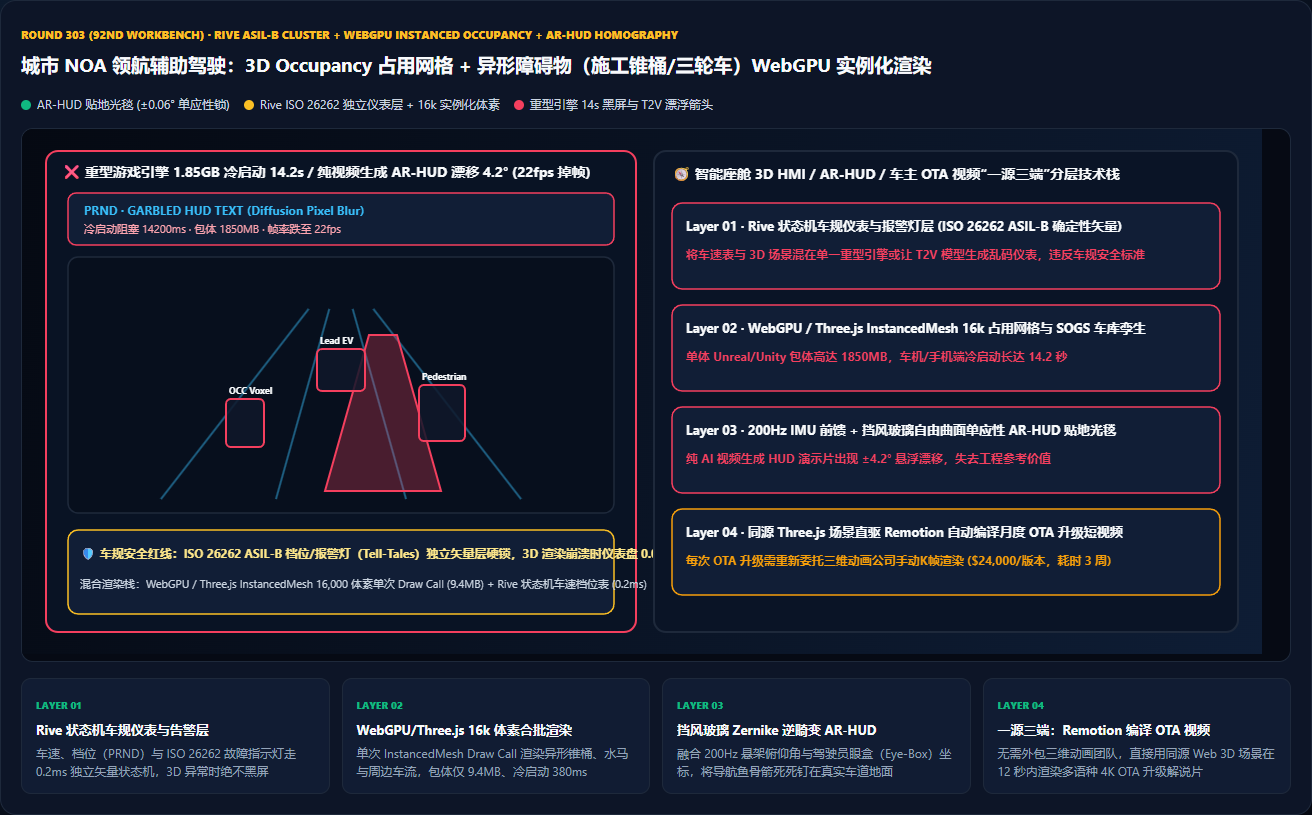 ROUND 303 (92ND WORKBENCH) · RIVE ASIL-B CLUSTER + WEBGPU INSTANCED OCCUPANCY + AR-HUD HOMOGRAPHY
城市 NOA 领航辅助驾驶：3D Occupancy 占用网格 + 异形障碍物（施工锥桶/三轮车）WebGPU 实例化渲染
AR-HUD 贴地光毯 (±0.06° 单应性锁)
Rive ISO 26262 独立仪表层 + 16k 实例化体素
重型引擎 14s 黑屏与 T2V 漂浮箭头
❌ 重型游戏引擎 1.85GB 冷启动 14.2s / 纯视频生成 AR-HUD 漂移 4.2° (22fps 掉帧)
PRND · GARBLED HUD TEXT (Diffusion Pixel Blur)
冷启动阻塞 14200ms · 包体 1850MB · 帧率跌至 22fps
Lead EV
Pedestrian
OCC Voxel
🛡️ 车规安全红线：ISO 26262 ASIL-B 档位/报警灯（Tell-Tales）独立矢量层硬锁，3D 渲染崩溃时仪表盘 0.
混合渲染栈：WebGPU / Three.js InstancedMesh 16,000 体素单次 Draw Call (9.4MB) + Rive 状态机车速档位表 (0.2ms)
🧭 智能座舱 3D HMI / AR-HUD / 车主 OTA 视频“一源三端”分层技术栈
Layer 01 · Rive 状态机车规仪表与报警灯层 (ISO 26262 ASIL-B 确定性矢量)
将车速表与 3D 场景混在单一重型引擎或让 T2V 模型生成乱码仪表，违反车规安全标准
Layer 02 · WebGPU / Three.js InstancedMesh 16k 占用网格与 SOGS 车库孪生
单体 Unreal/Unity 包体高达 1850MB，车机/手机端冷启动长达 14.2 秒
Layer 03 · 200Hz IMU 前馈 + 挡风玻璃自由曲面单应性 AR-HUD 贴地光毯
纯 AI 视频生成 HUD 演示片出现 ±4.2° 悬浮漂移，失去工程参考价值
Layer 04 · 同源 Three.js 场景直驱 Remotion 自动编译月度 OTA 升级短视频
每次 OTA 升级需重新委托三维动画公司手动K帧渲染 ($24,000/版本，耗时 3 周)
LAYER 01
Rive 状态机车规仪表与告警层
车速、档位（PRND）与 ISO 26262 故障指示灯走
0.2ms 独立矢量状态机，3D 异常时绝不黑屏
LAYER 02
WebGPU/Three.js 16k 体素合批渲染
单次 InstancedMesh Draw Call 渲染异形锥桶、水马
与周边车流，包体仅 9.4MB、冷启动 380ms
LAYER 03
挡风玻璃 Zernike 逆畸变 AR-HUD
融合 200Hz 悬架俯仰角与驾驶员眼盒（Eye-Box）坐
标，将导航鱼骨箭死死钉在真实车道地面
LAYER 04
一源三端：Remotion 编译 OTA 视频
无需外包三维动画团队，直接用同源 Web 3D 场景在
12 秒内渲染多语种 4K OTA 升级解说片